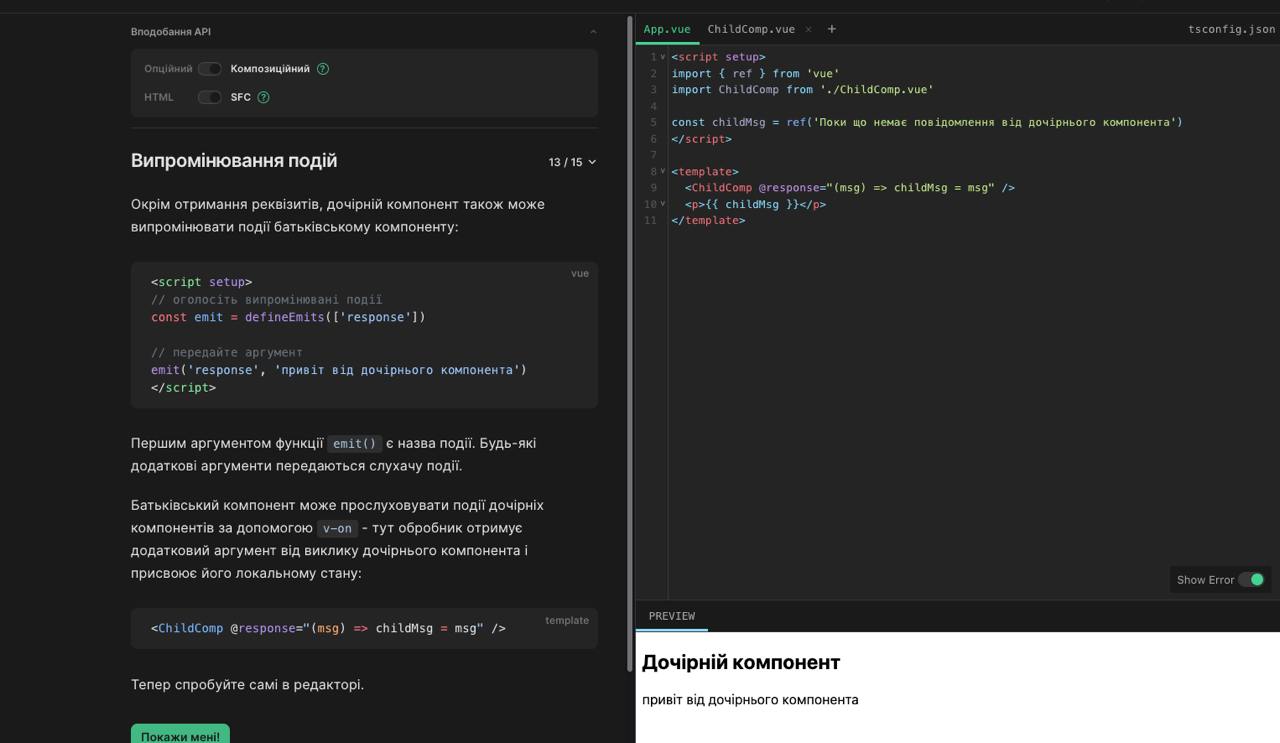 Вподобання API
Опційний Композиційний ?
HTML SFC ?
Випромінювання подій
13 / 15
Окрім отримання реквізитів, дочірній компонент також може
випромінювати події батьківському компоненту:
vue
<script setup>
// оголосіть випромінювані події
const emit = defineEmits(['response'])
// передайте аргумент
emit('response', 'привіт від дочірнього компонента')
</script>
Першим аргументом функції emit() є назва події. Будь-які
додаткові аргументи передаються слухачу події.
Батьківський компонент може прослуховувати події дочірніх
компонентів за допомогою v-on - тут обробник отримує
додатковий аргумент від виклику дочірнього компонента і
присвоює його локальному стану:
template
<ChildComp @response="(msg) => childMsg = msg" />
Тепер спробуйте самі в редакторі.
Покажи мені!
App.vue ChildComp.vue × + tsconfig.json
1 <script setup>
2 import { ref } from 'vue'
3 import ChildComp from './ChildComp.vue'
4
5 const childMsg = ref('Поки що немає повідомлення від дочірнього компонента')
6 </script>
7
8 <template>
9 <ChildComp @response="(msg) => childMsg = msg" />
10 <p>{{ childMsg }}</p>
11 </template>
Show Error
PREVIEW
Дочірній компонент
привіт від дочірнього компонента